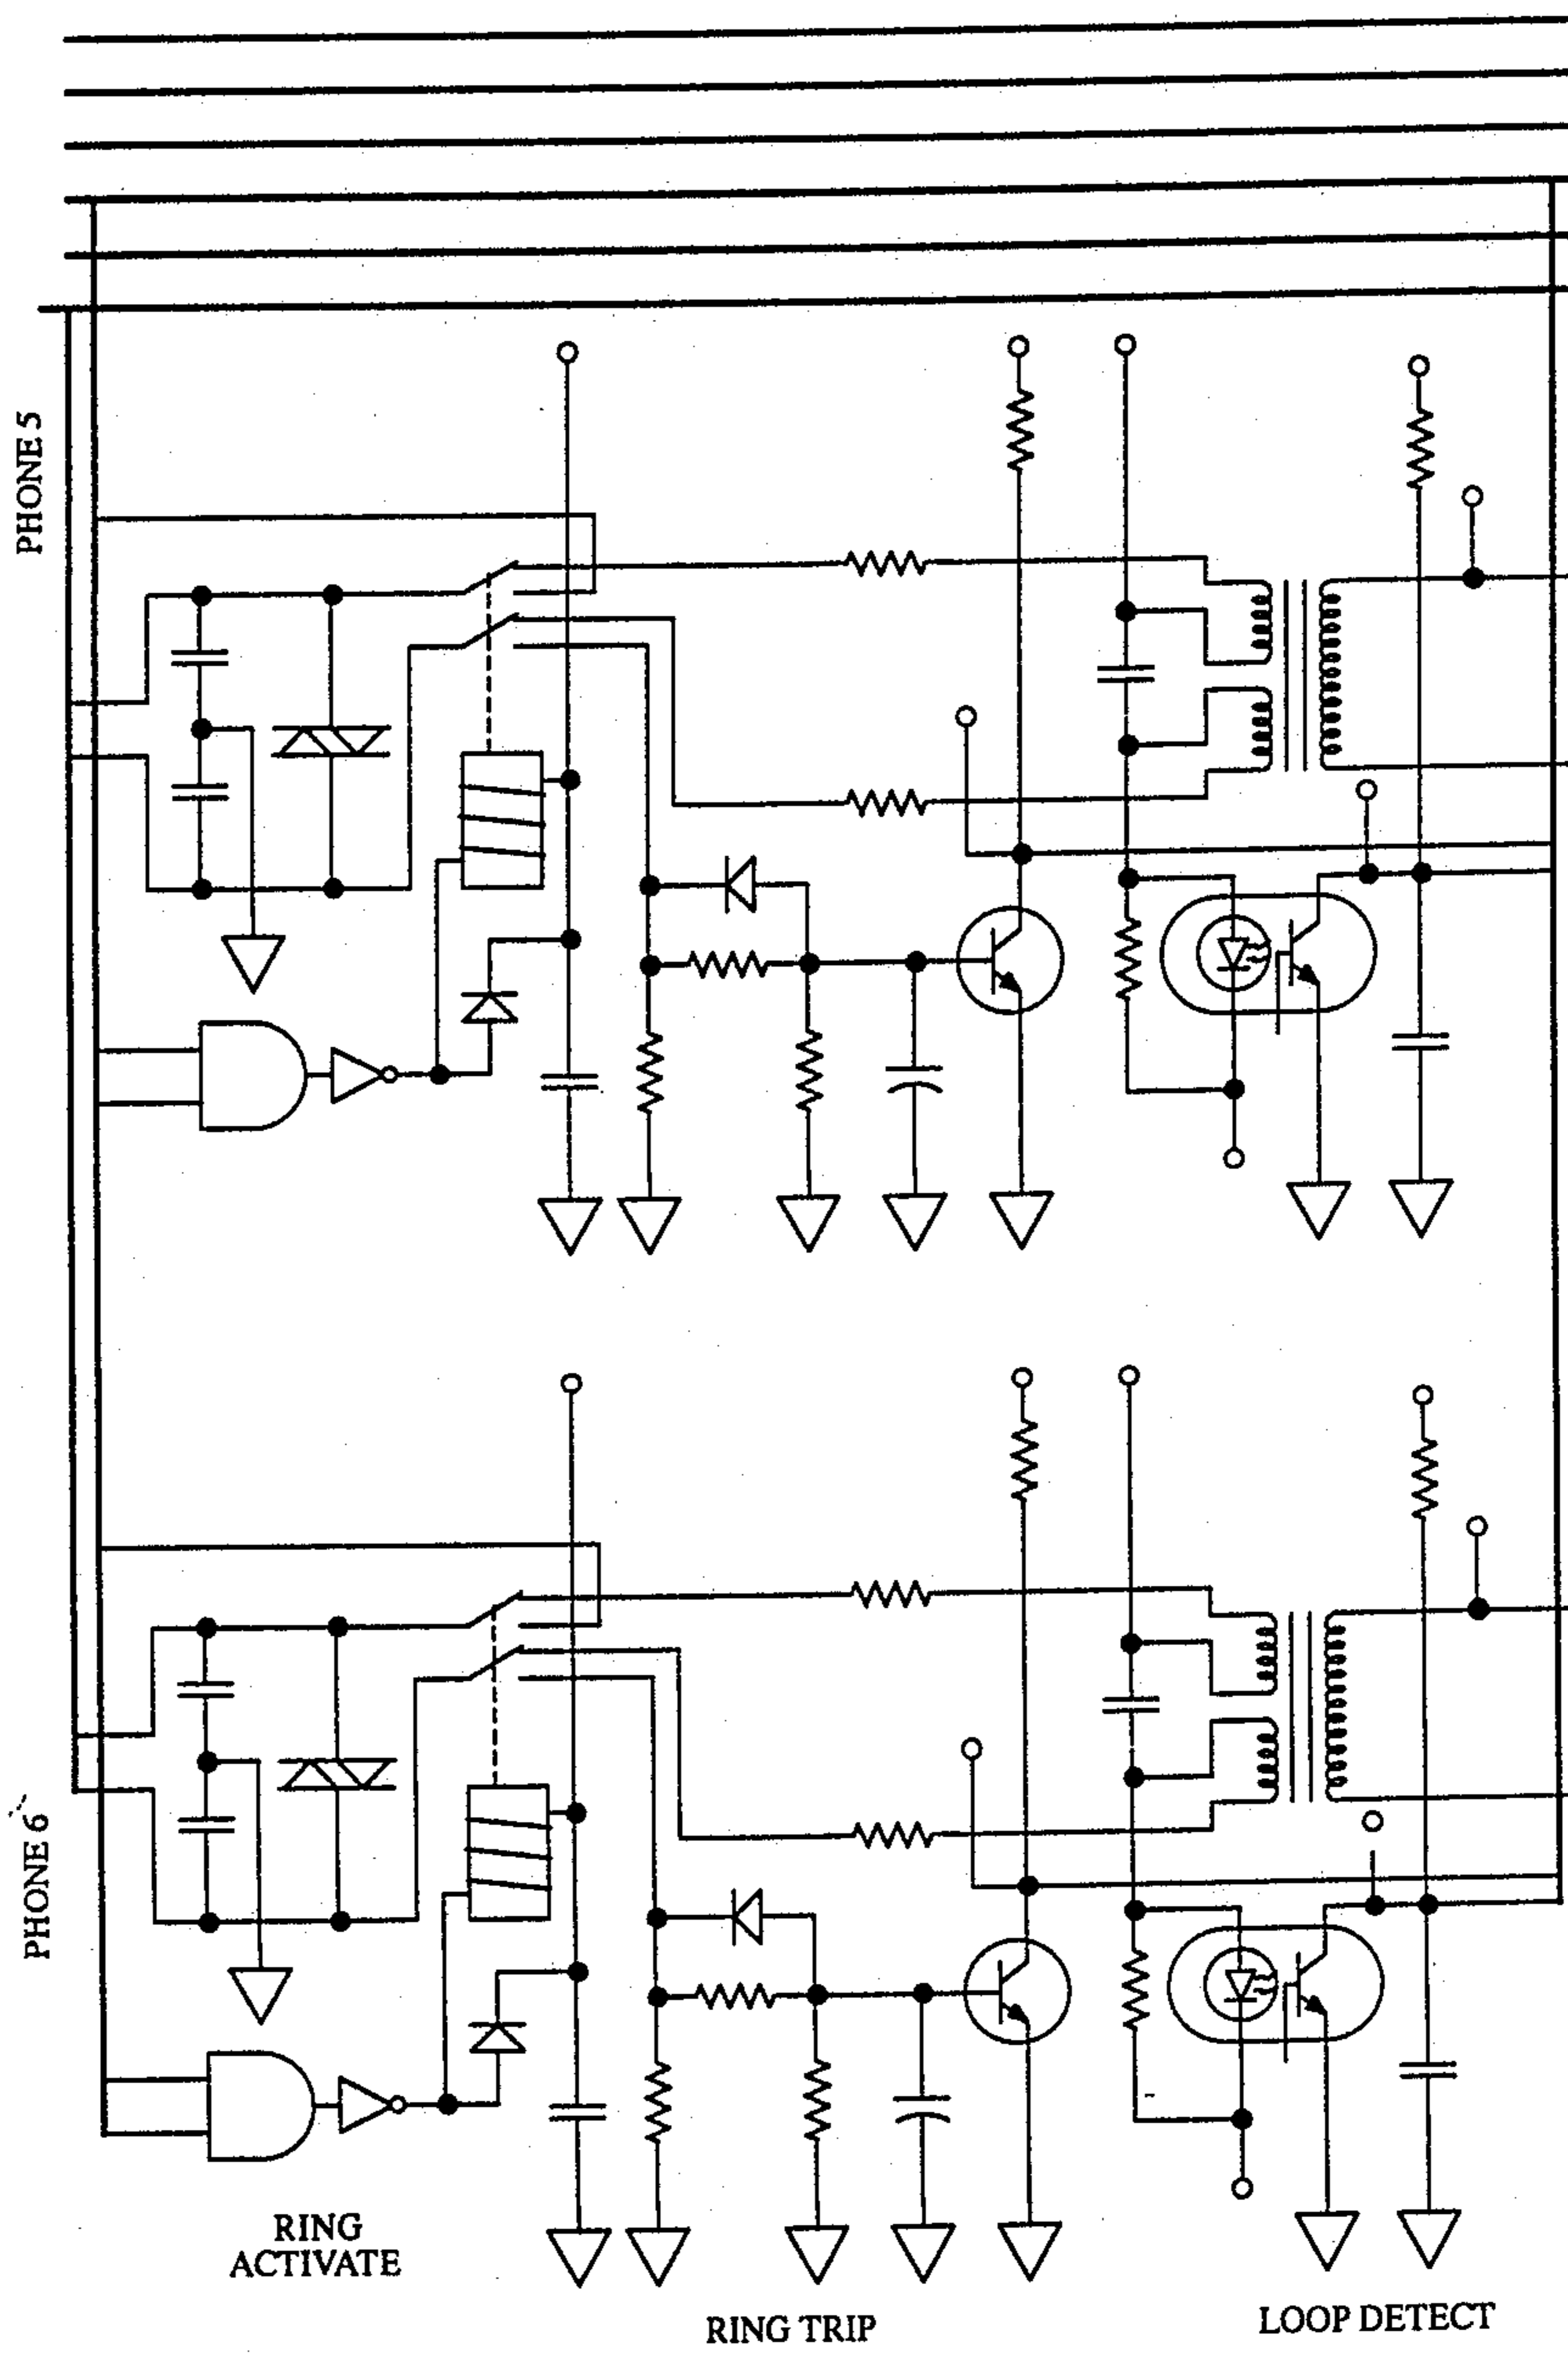 PHONE 5
PHONE 6
RING
ACTIVATE
RING TRIP
LOOP DETECT